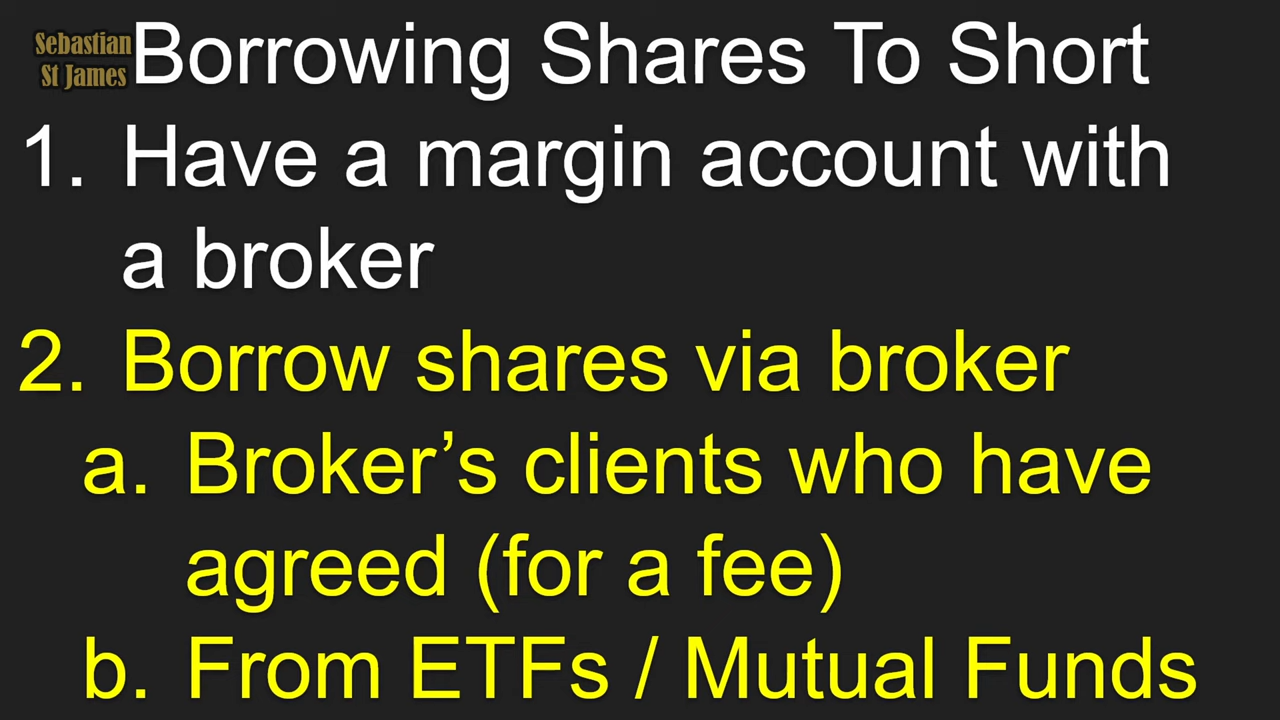 Sebastian
St James
Borrowing Shares To Short
1. Have a margin account with
a broker
2. Borrow shares via broker
a. Broker’s clients who have
agreed (for a fee)
b. From ETFs / Mutual Funds